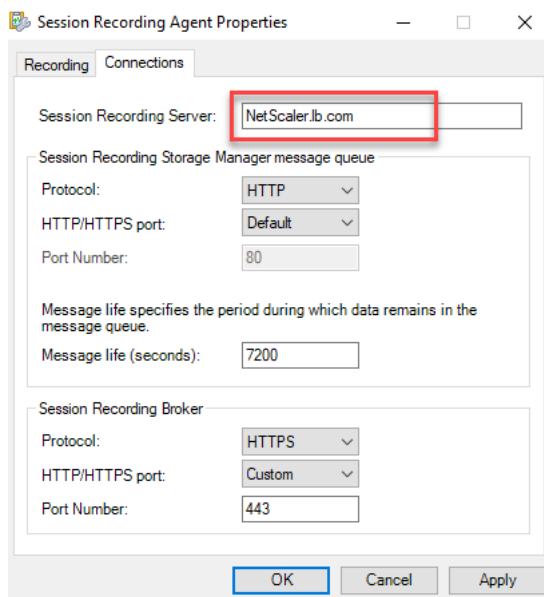 Session Recording Agent Properties
Recording
Connections
Session Recording Server: NetScaler.lb.com
Session Recording Storage Manager message queue
Protocol: HTTP
HTTP/HTTPS port: Default
Port Number: 80
Message life specifies the period during which data remains in the
message queue.
Message life (seconds): 7200
Session Recording Broker
Protocol: HTTPS
HTTP/HTTPS port: Custom
Port Number: 443
OK Cancel Apply